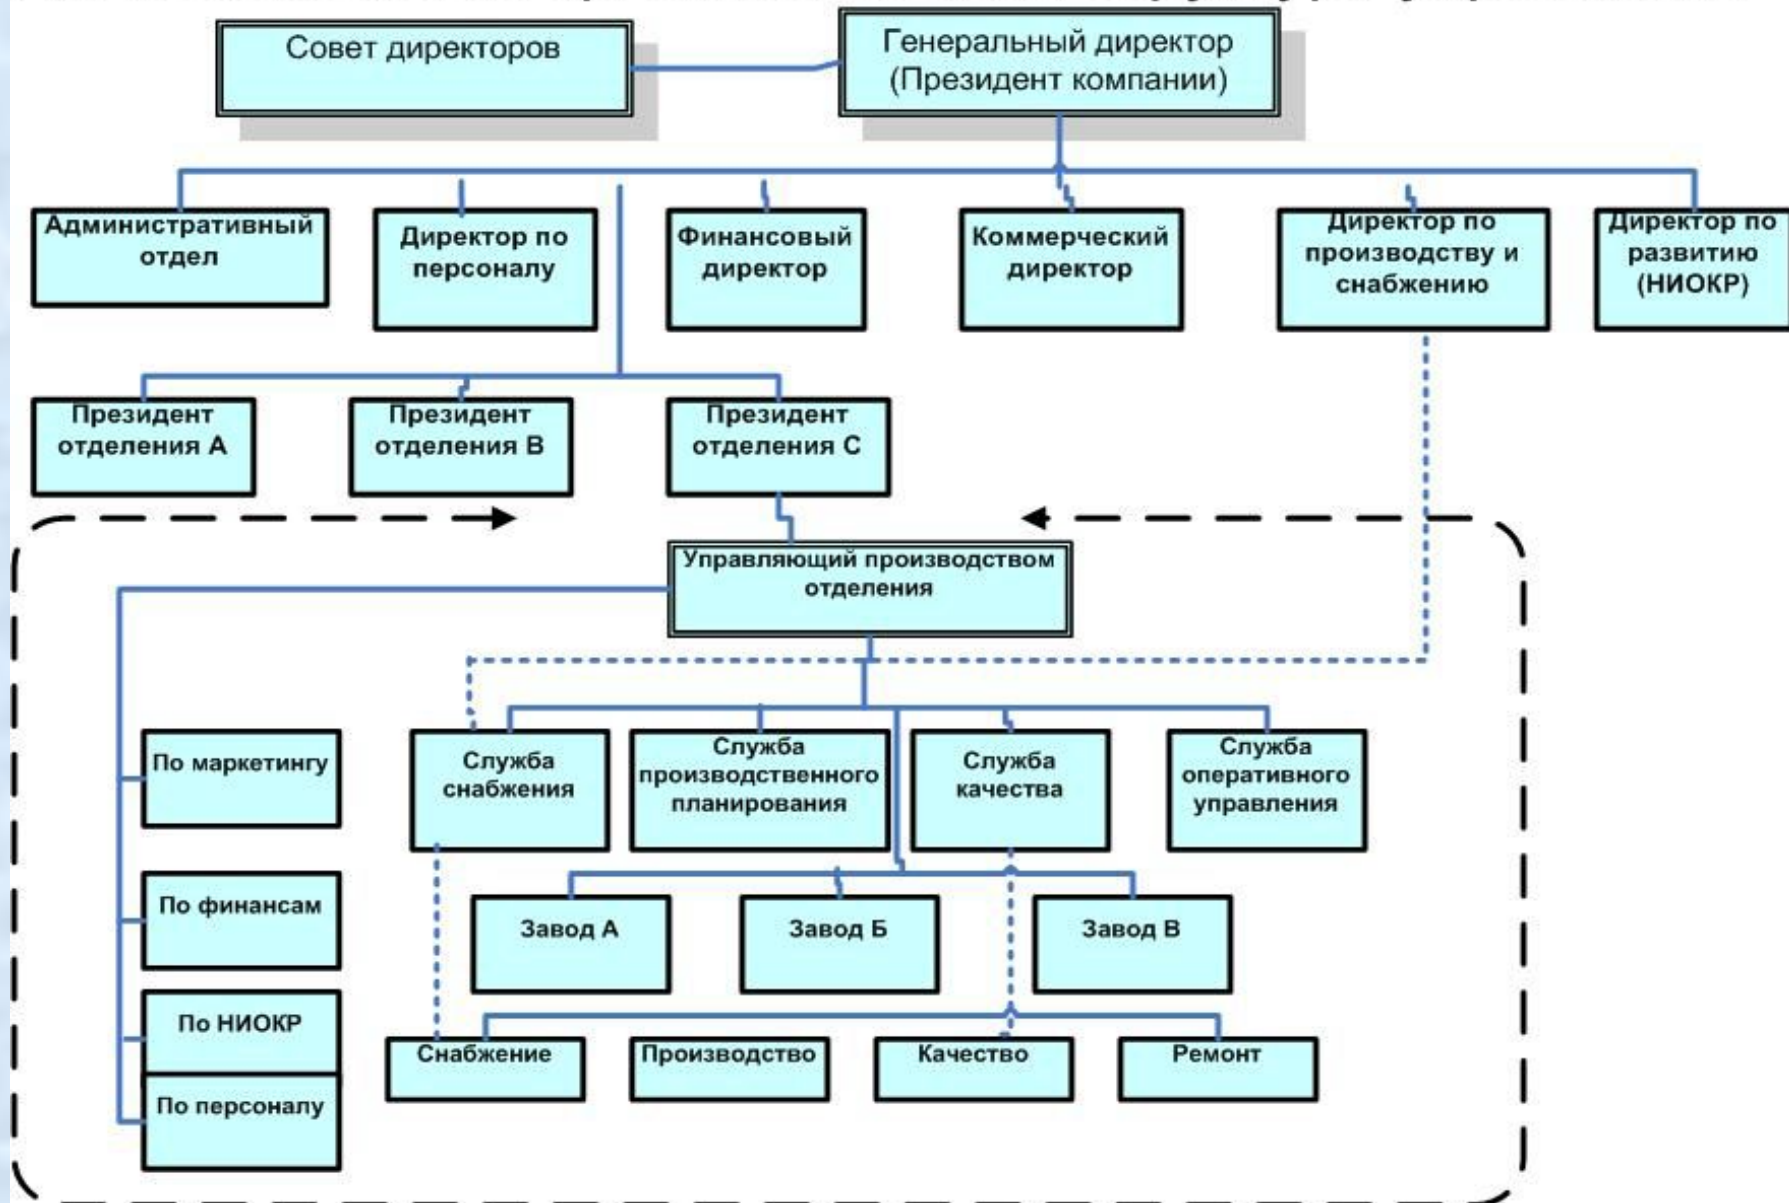 Совет директоров
Генеральный директор
(Президент компании)
Административный
отдел
Директор по
персоналу
Финансовый
директор
Коммерческий
директор
Директор по
производству и
снабжению
Директор по
развитию
(НИОКР)
Президент
отделения А
Президент
отделения В
Президент
отделения С
Управляющий производством
отделения
По маркетингу
По финансам
По НИОКР
По персоналу
Служба
снабжения
Служба
производственного
планирования
Служба
качества
Служба
оперативного
управления
Завод А
Завод Б
Завод В
Снабжение
Производство
Качество
Ремонт